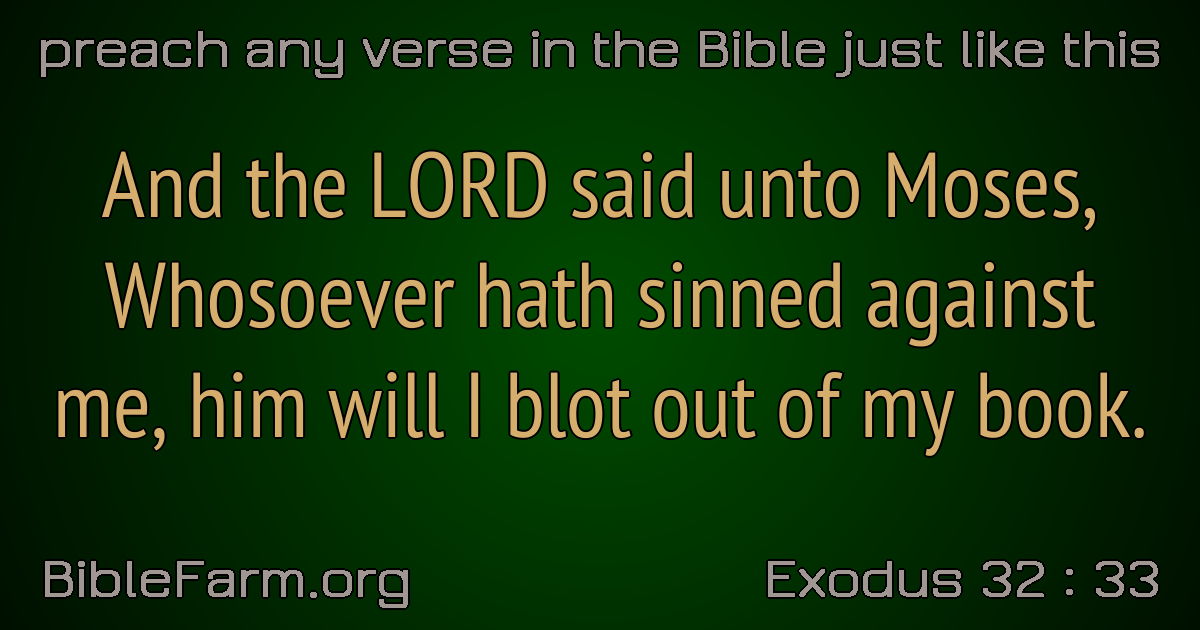 preach any verse in the Bible just like this
And the LORD said unto Moses,
Whosoever hath sinned against
me, him will I blot out of my book.
BibleFarm.org
Exodus 32 : 33